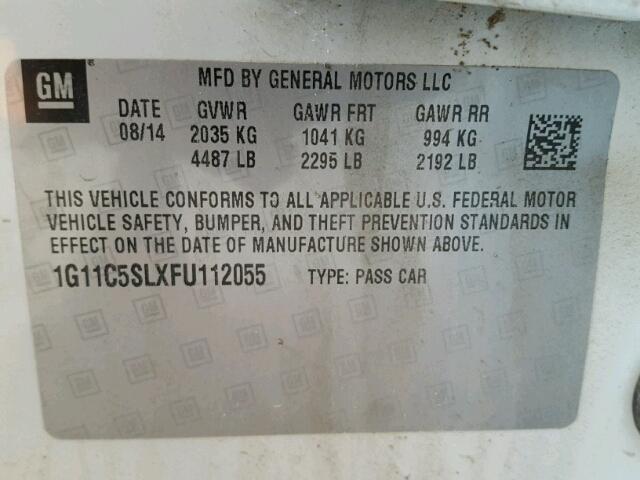 GM
®
MFD BY GENERAL MOTORS LLC
DATE GVWR GAWR FRT GAWR RR
08/14 2035 KG 1041 KG 994 KG
4487 LB 2295 LB 2192 LB
THIS VEHICLE CONFORMS TO ALL APPLICABLE U.S. FEDERAL MOTOR
VEHICLE SAFETY, BUMPER, AND THEFT PREVENTION STANDARDS IN
EFFECT ON THE DATE OF MANUFACTURE SHOWN ABOVE.
1G11C5SLXFU112055 TYPE: PASS CAR